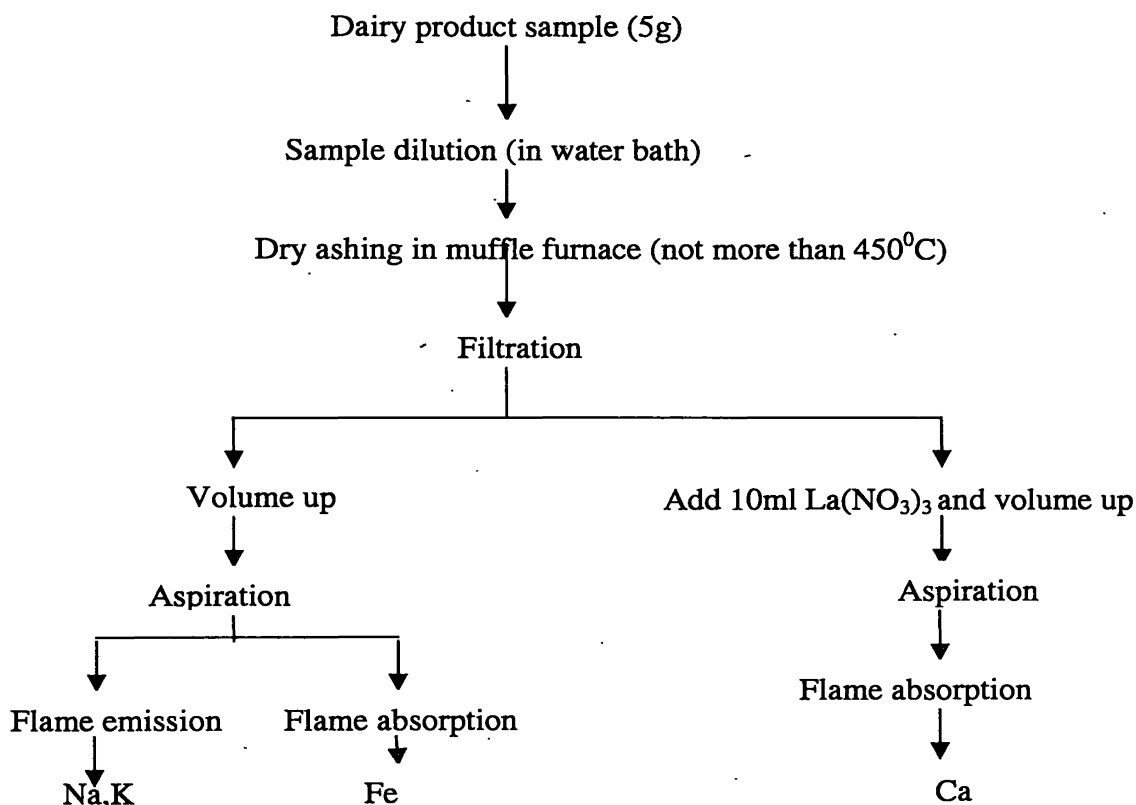 Dairy product sample (5g)
Sample dilution (in water bath)
Dry ashing in muffle furnace (not more than 450⁰C)
Filtration
Volume up
Add 10ml La(NO₃)₃ and volume up
Aspiration
Aspiration
Flame emission
Flame absorption
Flame absorption
Na,K
Fe
Ca